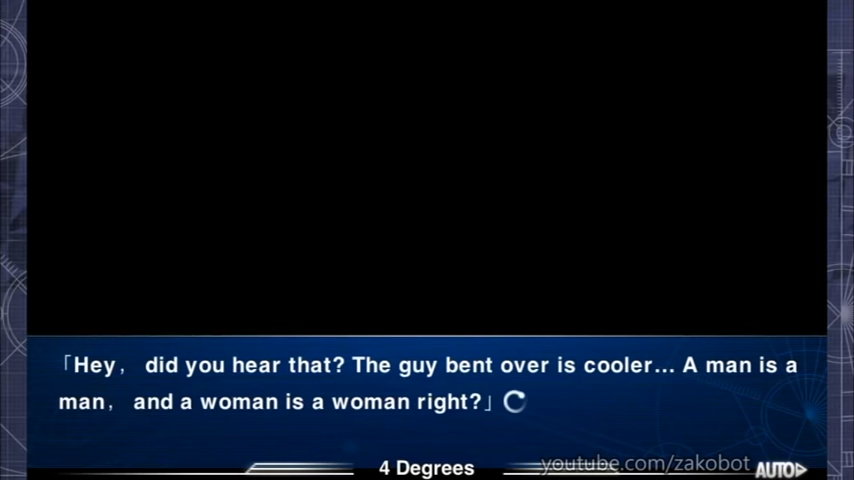 「Hey， did you hear that? The guy bent over is cooler... A man is a
man， and a woman is a woman right?」
4 Degrees
youtube.com/zakobot
AUTO